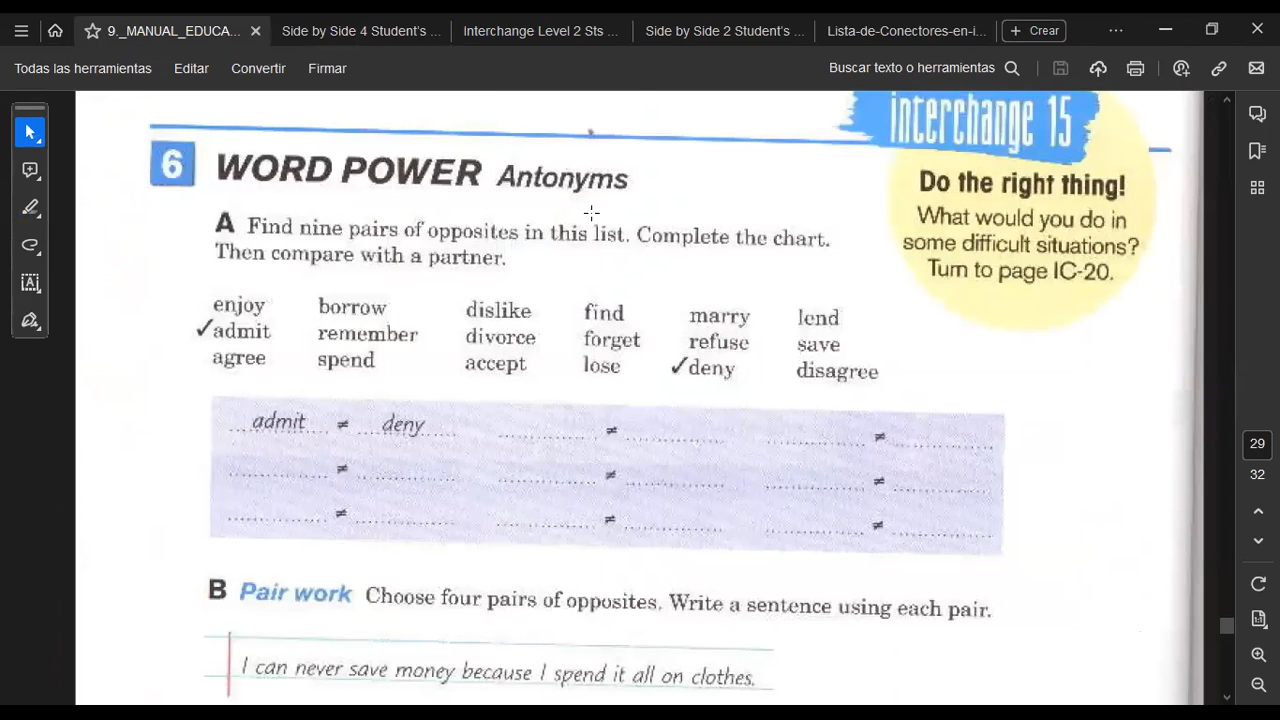 9._MANUAL_EDUCA...
Side by Side 4 Student's ...
Interchange Level 2 Sts ...
Side by Side 2 Student's ...
Lista-de-Conectores-en-i...
+ Crear
Todas las herramientas
Editar
Convertir
Firmar
Buscar texto o herramientas
interchange 15
Do the right thing!
What would you do in
some difficult situations?
Turn to page IC-20.
6 WORD POWER Antonyms
A Find nine pairs of opposites in this list. Complete the chart.
Then compare with a partner.
enjoy borrow dislike find marry lend
✓admit remember divorce forget refuse save
agree spend accept lose ✓deny disagree
admit ≠ deny ≠ ≠
≠ ≠ ≠
≠ ≠ ≠
B Pair work Choose four pairs of opposites. Write a sentence using each pair.
I can never save money because I spend it all on clothes.
29
32